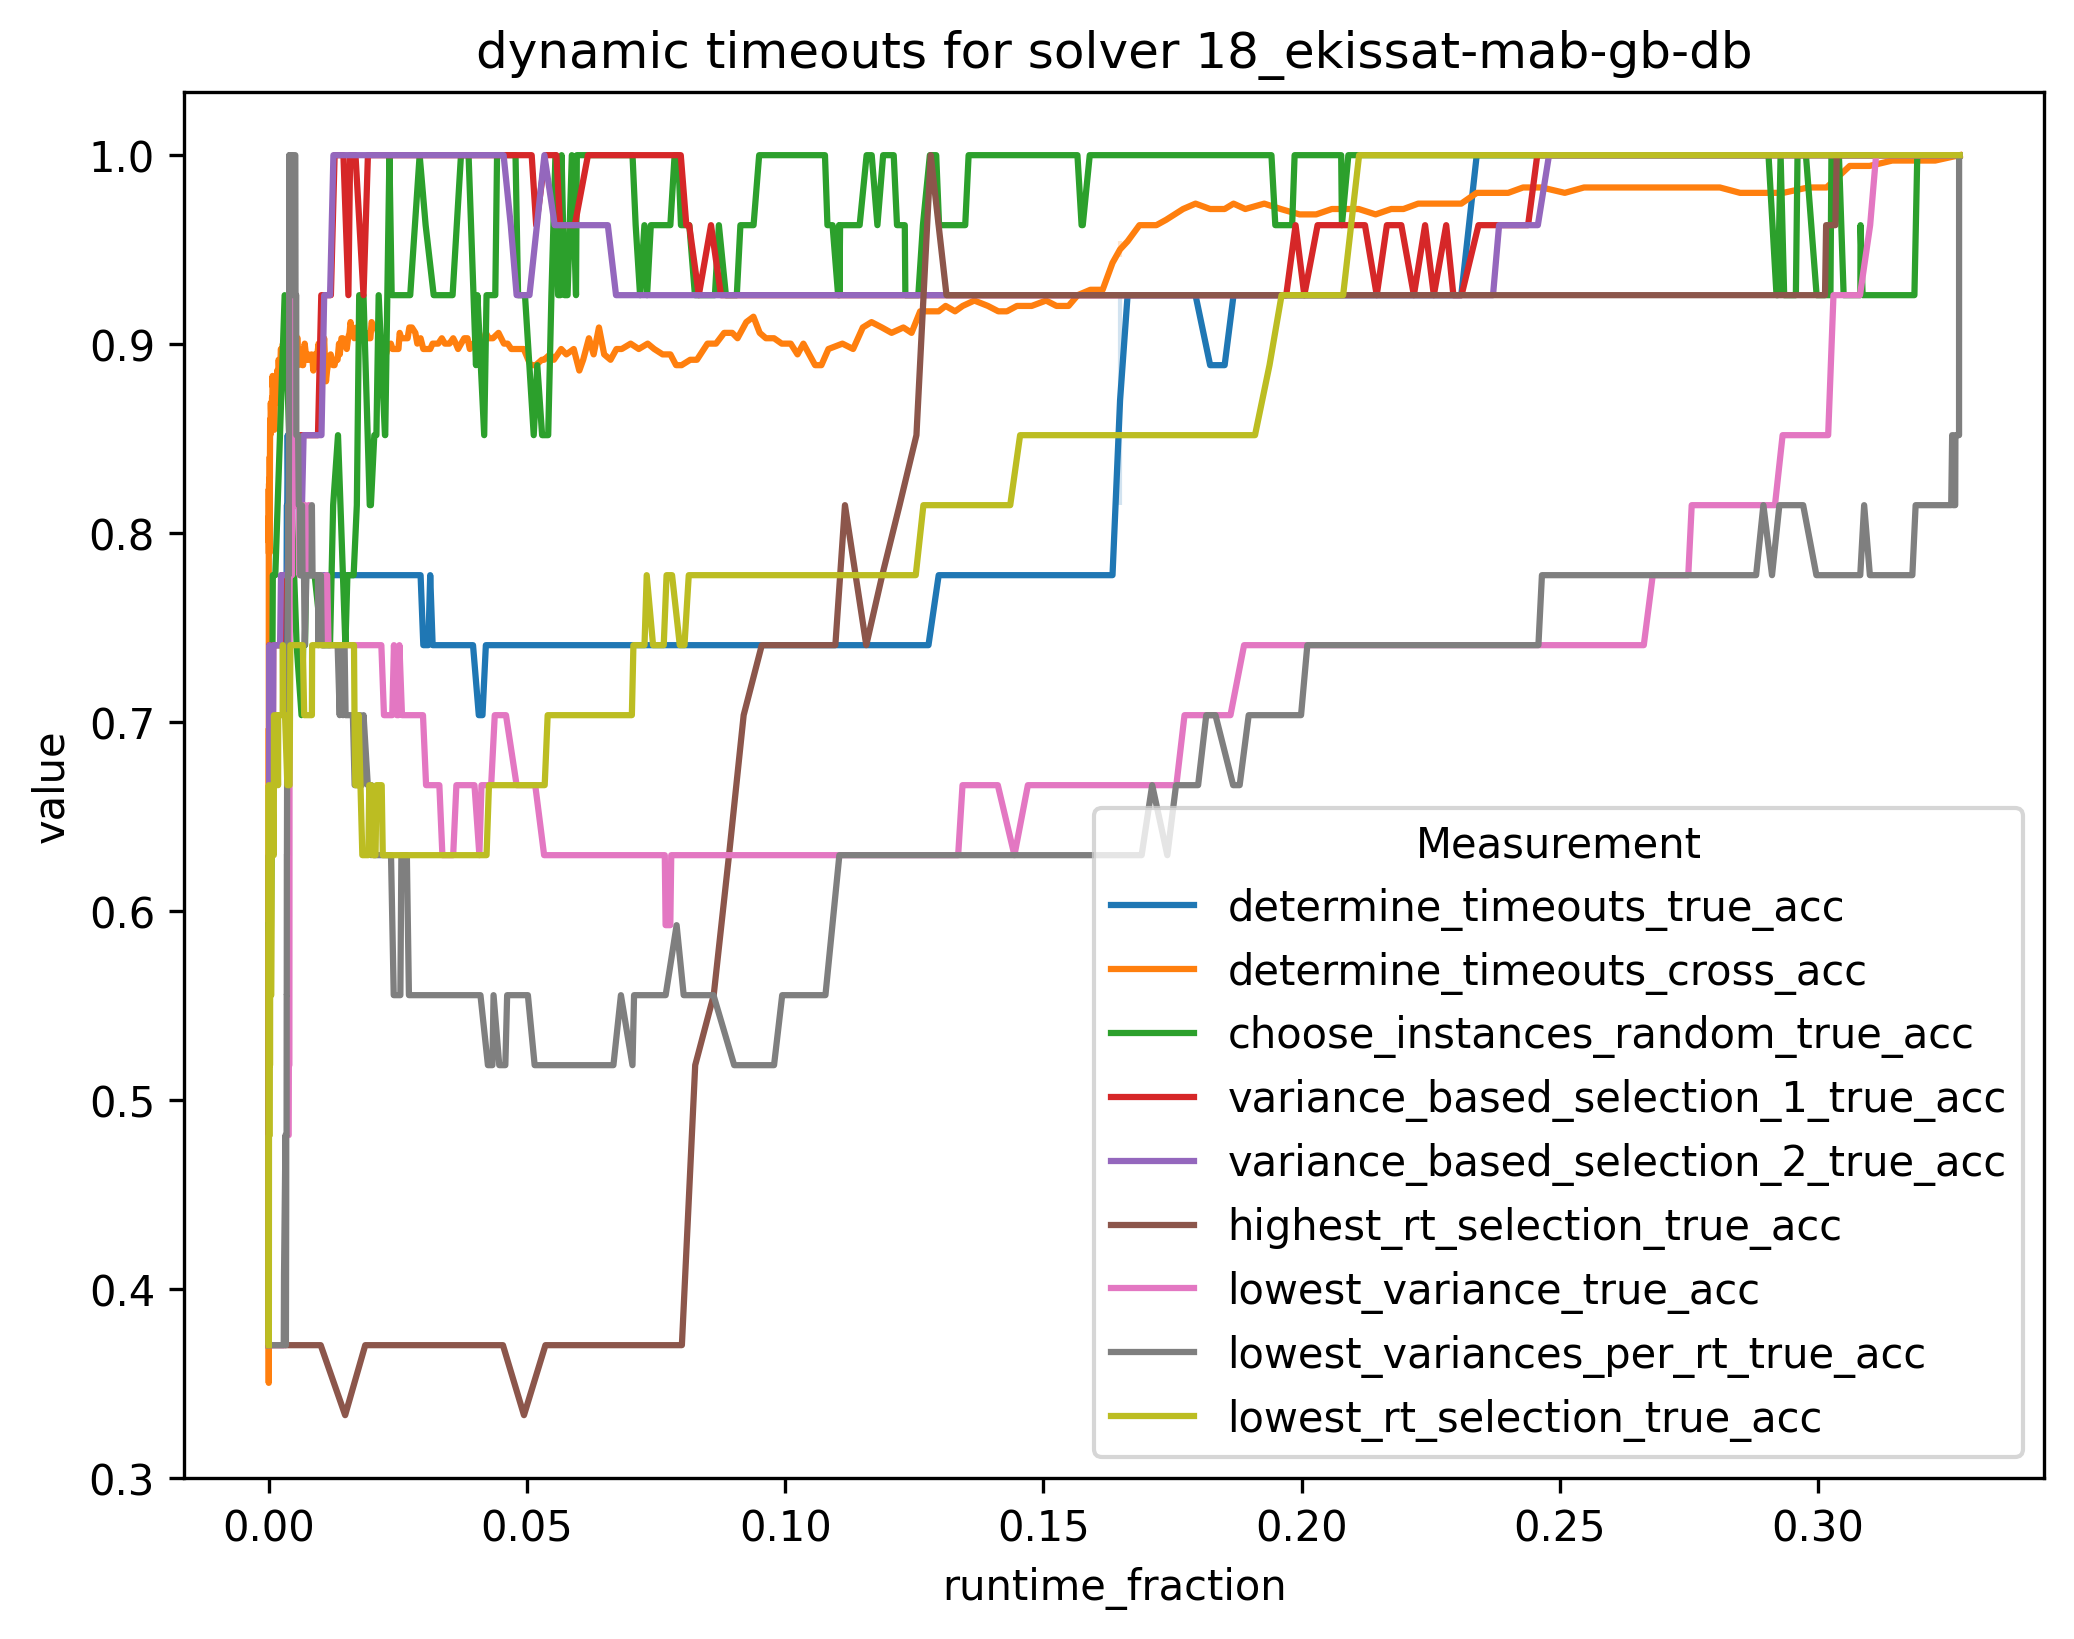 dynamic timeouts for solver 18_ekissat-mab-gb-db
1.0
0.9
0.8
0.7
0.6
0.5
0.4
0.3
value
Measurement
determine_timeouts_true_acc
determine_timeouts_cross_acc
choose_instances_random_true_acc
variance_based_selection_1_true_acc
variance_based_selection_2_true_acc
highest_rt_selection_true_acc
lowest_variance_true_acc
lowest_variances_per_rt_true_acc
lowest_rt_selection_true_acc
0.00 0.05 0.10 0.15 0.20 0.25 0.30
runtime_fraction